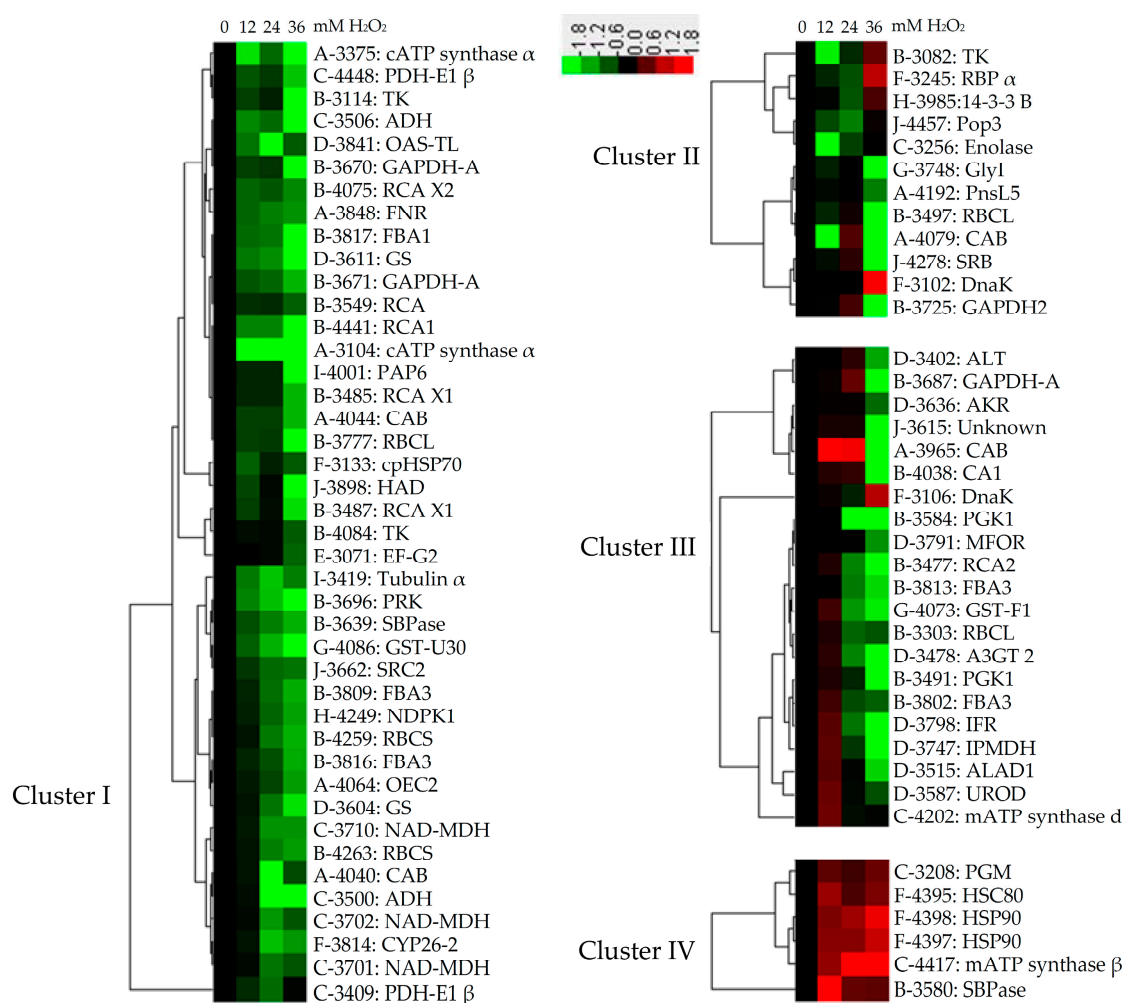 0 12 24 36 mM H₂O₂
A-3375: cATP synthase α
C-4448: PDH-E1 β
B-3114: TK
C-3506: ADH
D-3841: OAS-TL
B-3670: GAPDH-A
B-4075: RCA X2
A-3848: FNR
B-3817: FBA1
D-3611: GS
B-3671: GAPDH-A
B-3549: RCA
B-4441: RCA1
A-3104: cATP synthase α
I-4001: PAP6
B-3485: RCA X1
A-4044: CAB
B-3777: RBCL
F-3133: cpHSP70
J-3898: HAD
B-3487: RCA X1
B-4084: TK
E-3071: EF-G2
I-3419: Tubulin α
B-3696: PRK
B-3639: SBPase
G-4086: GST-U30
J-3662: SRC2
B-3809: FBA3
H-4249: NDPK1
B-4259: RBCS
B-3816: FBA3
A-4064: OEC2
D-3604: GS
C-3710: NAD-MDH
B-4263: RBCS
A-4040: CAB
C-3500: ADH
C-3702: NAD-MDH
F-3814: CYP26-2
C-3701: NAD-MDH
C-3409: PDH-E1 β
Cluster I
-1.8
-1.2
-0.6
0.0
0.6
1.2
1.8
0 12 24 36 mM H₂O₂
B-3082: TK
F-3245: RBP α
H-3985:14-3-3 B
J-4457: Pop3
C-3256: Enolase
G-3748: GlyI
A-4192: PnsL5
B-3497: RBCL
A-4079: CAB
J-4278: SRB
F-3102: DnaK
B-3725: GAPDH2
Cluster II
D-3402: ALT
B-3687: GAPDH-A
D-3636: AKR
J-3615: Unknown
A-3965: CAB
B-4038: CA1
F-3106: DnaK
B-3584: PGK1
D-3791: MFOR
B-3477: RCA2
B-3813: FBA3
G-4073: GST-F1
B-3303: RBCL
D-3478: A3GT 2
B-3491: PGK1
B-3802: FBA3
D-3798: IFR
D-3747: IPMDH
D-3515: ALAD1
D-3587: UROD
C-4202: mATP synthase d
Cluster III
C-3208: PGM
F-4395: HSC80
F-4398: HSP90
F-4397: HSP90
C-4417: mATP synthase β
B-3580: SBPase
Cluster IV